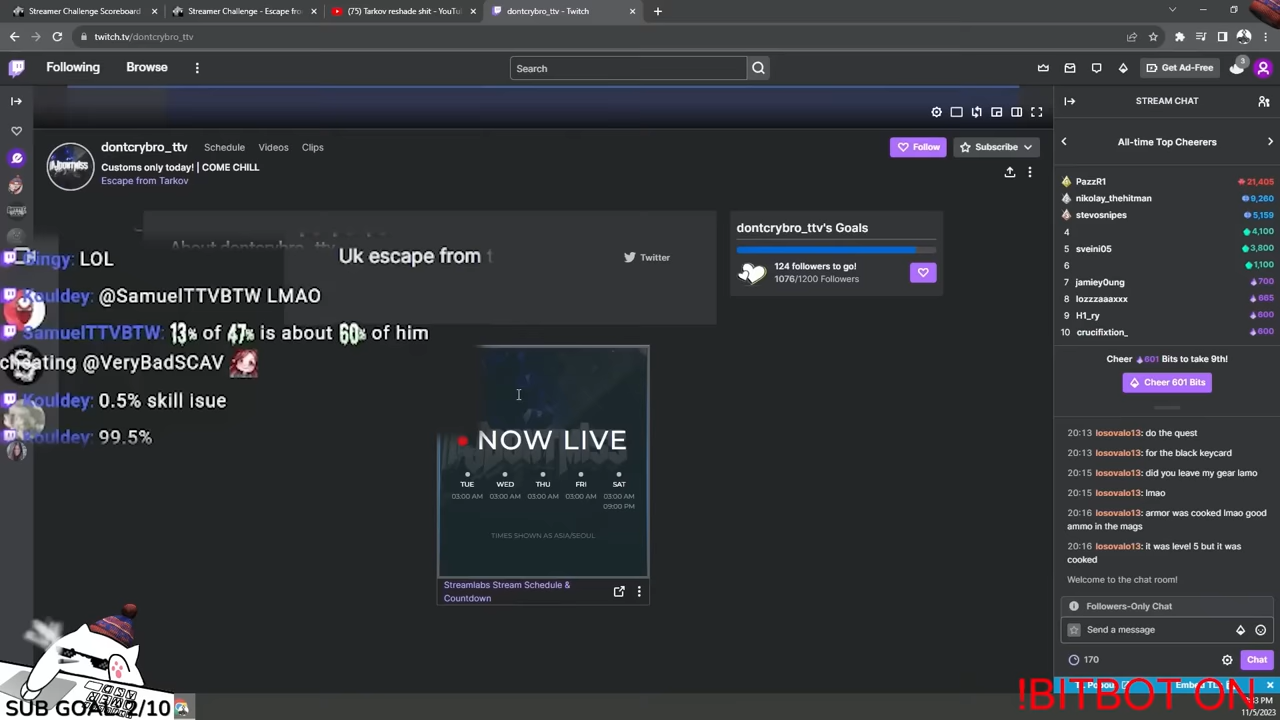 Streamer Challenge Scoreboard
Streamer Challenge - Escape fro
(75) Tarkov reshade shit - YouTu
dontcrybro_ttv - Twitch
twitch.tv/dontcrybro_ttv
Following
Browse
Search
3
Get Ad-Free
dontcrybro_ttv
Schedule
Videos
Clips
Follow
Subscribe
Customs only today! | COME CHILL
Escape from Tarkov
STREAM CHAT
All-time Top Cheerers
PazzR1 21,405
nikolay_thehitman 9,260
stevosnipes 5,159
4 4,100
5 sveini05 3,800
6 1,100
7 jamiey0ung 700
8 lozzzaaaxxx 665
9 H1_ry 600
10 crucifixtion_ 600
Cheer 601 Bits to take 9th!
Cheer 601 Bits
About dontcrybro_ttv
Uk escape from t
Twitter
dontcrybro_ttv's Goals
124 followers to go!
1076/1200 Followers
Gingy: LOL
Kouldey: @SamuelTTVBTW LMAO
SamuelTTVBTW: 13% of 47% is about 60% of him
cheating @VeryBadSCAV
Kouldey: 0.5% skill isue
Kouldey: 99.5%
NOW LIVE
TUE WED THU FRI SAT
03:00 AM 03:00 AM 03:00 AM 03:00 AM 03:00 AM
09:00 PM
TIMES SHOWN AS ASIA/SEOUL
Streamlabs Stream Schedule &
Countdown
20:13 losovalo13: do the quest
20:13 losovalo13: for the black keycard
20:15 losovalo13: did you leave my gear lamo
20:15 losovalo13: lmao
20:16 losovalo13: armor was cooked lmao good
ammo in the mags
20:16 losovalo13: it was level 5 but it was
cooked
Welcome to the chat room!
Followers-Only Chat
Send a message
170
Chat
SUB GOAL 2/10
!BITBOT ON
11/5/2023